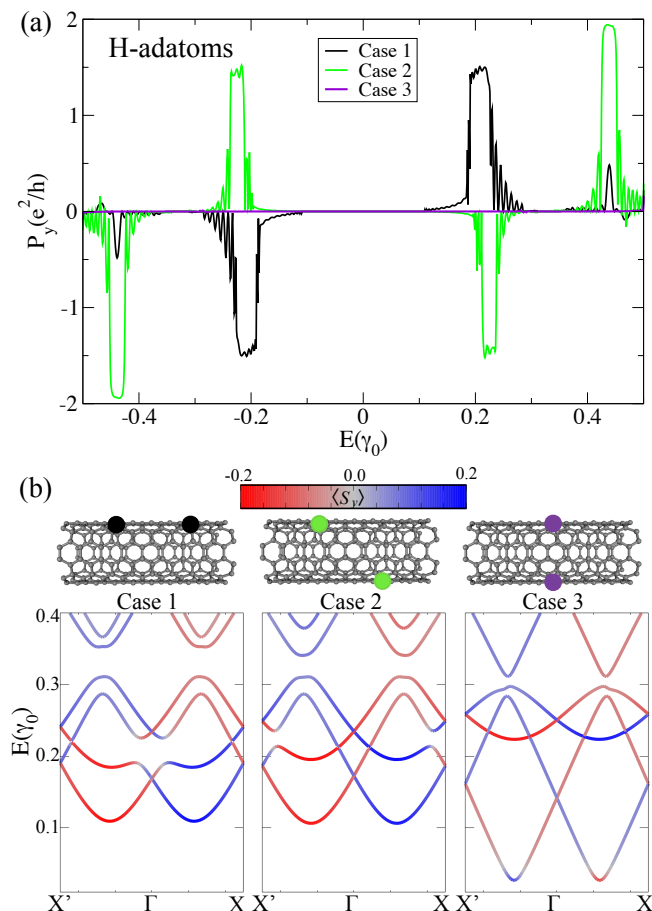 (a)
H-adatoms
Case 1
Case 2
Case 3
2
1
0
-1
-2
P_y(e^2/h)
-0.4 -0.2 0 0.2 0.4
E(γ_0)
(b)
-0.2 0.0 0.2
⟨S_y⟩
Case 1 Case 2 Case 3
0.4
0.3
0.2
0.1
E(γ_0)
X' Γ X X' Γ X X' Γ X